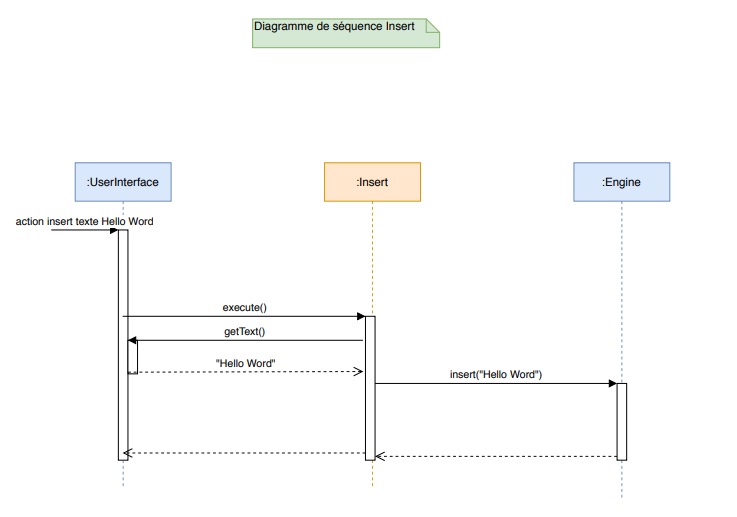 Diagramme de séquence Insert
:UserInterface
:Insert
:Engine
action insert texte Hello Word
execute()
getText()
"Hello Word"
insert("Hello Word")